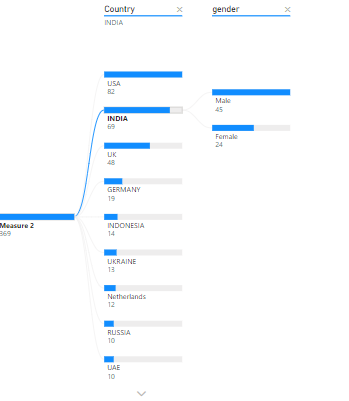 Country
gender
INDIA
USA
82
INDIA
69
UK
48
GERMANY
19
INDONESIA
14
UKRAINE
13
Netherlands
12
RUSSIA
10
UAE
10
Male
45
Female
24
Measure 2
369